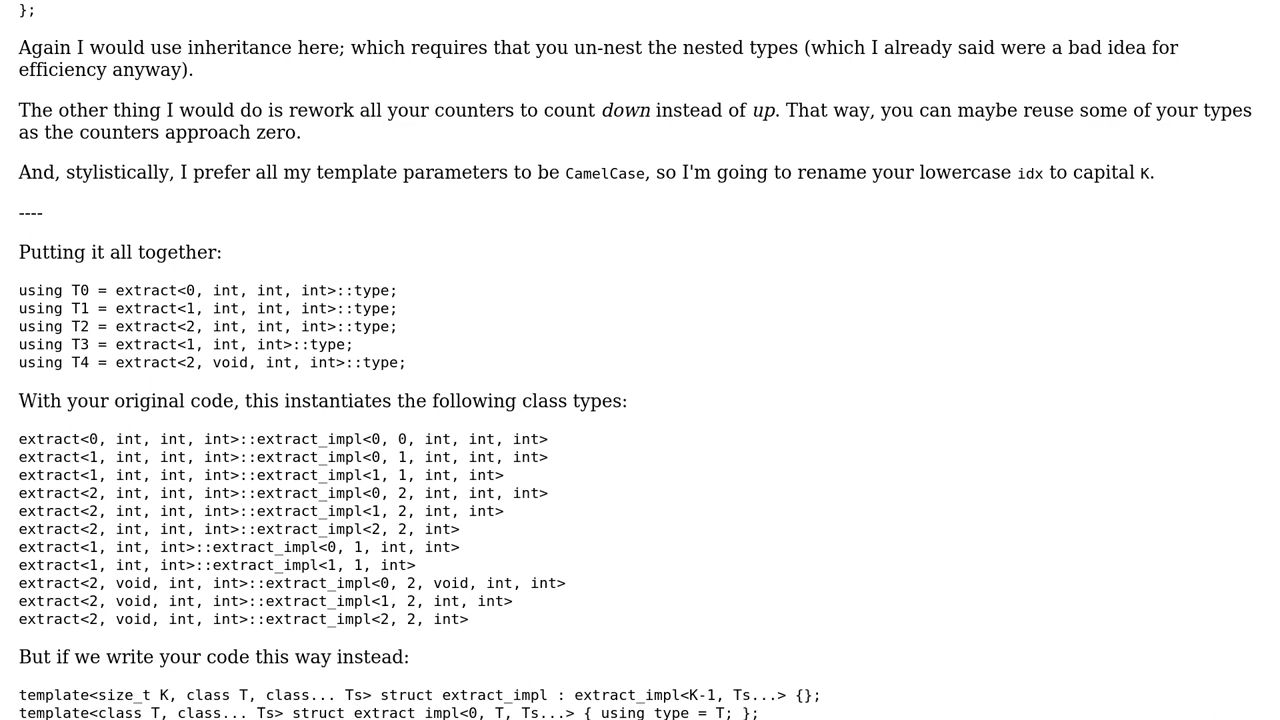 };
Again I would use inheritance here; which requires that you un-nest the nested types (which I already said were a bad idea for
efficiency anyway).
The other thing I would do is rework all your counters to count down instead of up. That way, you can maybe reuse some of your types
as the counters approach zero.
And, stylistically, I prefer all my template parameters to be CamelCase, so I'm going to rename your lowercase idx to capital K.
----
Putting it all together:
using T0 = extract<0, int, int, int>::type;
using T1 = extract<1, int, int, int>::type;
using T2 = extract<2, int, int, int>::type;
using T3 = extract<1, int, int>::type;
using T4 = extract<2, void, int, int>::type;
With your original code, this instantiates the following class types:
extract<0, int, int, int>::extract_impl<0, 0, int, int, int>
extract<1, int, int, int>::extract_impl<0, 1, int, int, int>
extract<1, int, int, int>::extract_impl<1, 1, int, int>
extract<2, int, int, int>::extract_impl<0, 2, int, int, int>
extract<2, int, int, int>::extract_impl<1, 2, int, int>
extract<2, int, int, int>::extract_impl<2, 2, int>
extract<1, int, int>::extract_impl<0, 1, int, int>
extract<1, int, int>::extract_impl<1, 1, int>
extract<2, void, int, int>::extract_impl<0, 2, void, int, int>
extract<2, void, int, int>::extract_impl<1, 2, int, int>
extract<2, void, int, int>::extract_impl<2, 2, int>
But if we write your code this way instead:
template<size_t K, class T, class... Ts> struct extract_impl : extract_impl<K-1, Ts...> {};
template<class T, class... Ts> struct extract_impl<0, T, Ts...> { using type = T; };